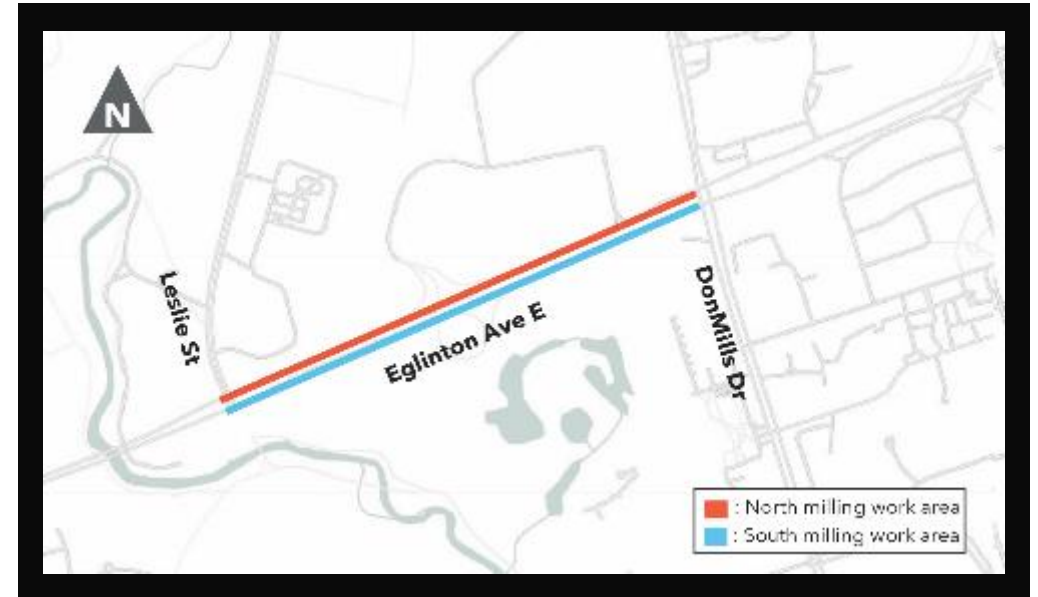 N
Leslie St
Eglinton Ave E
DonMills Dr
: North milling work area
: South milling work area